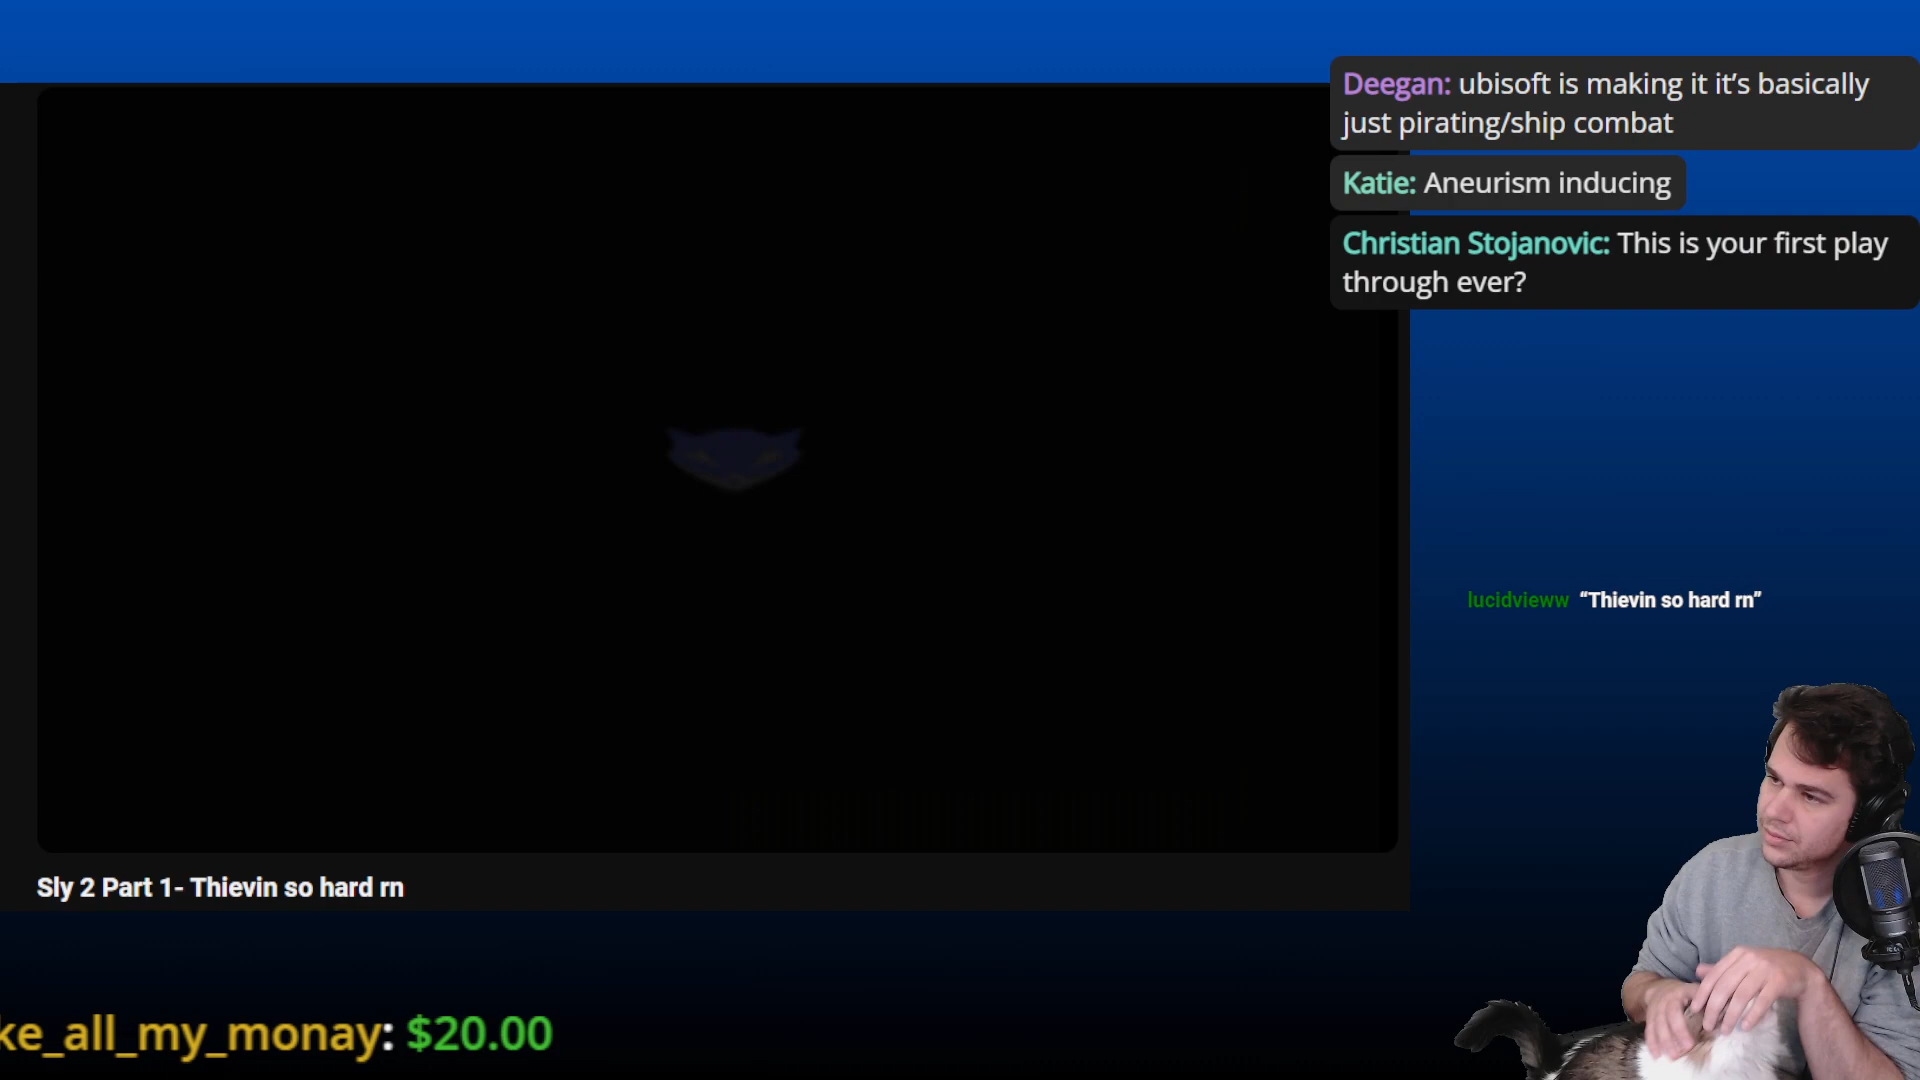 Deegan: ubisoft is making it it’s basically
just pirating/ship combat
Katie: Aneurism inducing
Christian Stojanovic: This is your first play
through ever?
lucidvieww “Thievin so hard rn”
Sly 2 Part 1- Thievin so hard rn
ke_all_my_monay: $20.00